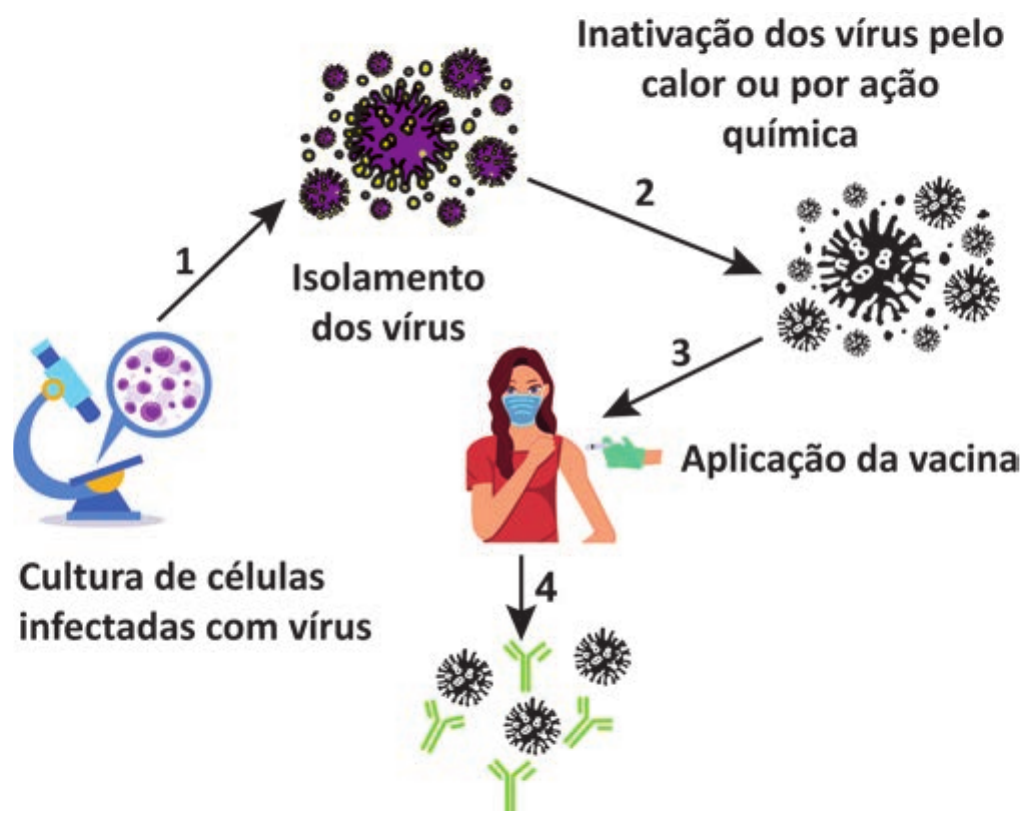 Cultura de células
infectadas com vírus
1
Isolamento
dos vírus
2
Inativação dos vírus pelo
calor ou por ação
química
3
Aplicação da vacina
4